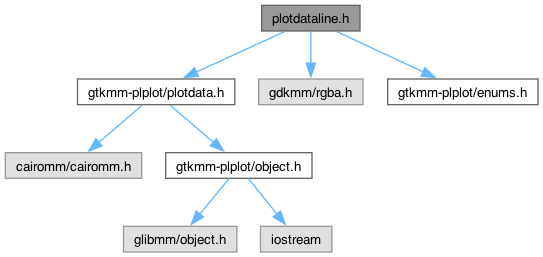 plotdataline.h
gtkmm-plplot/plotdata.h
gdkmm/rgba.h
gtkmm-plplot/enums.h
cairomm/cairomm.h
gtkmm-plplot/object.h
glibmm/object.h
iostream